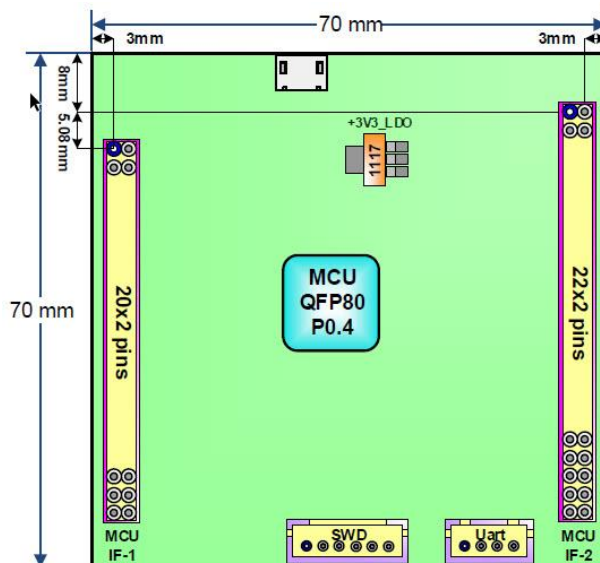 70 mm
3mm
3mm
8mm
5.08mm
+3V3_LDO
1117
70 mm
20x2 pins
MCU
QFP80
P0.4
22x2 pins
MCU
IF-1
SWD
Uart
MCU
IF-2